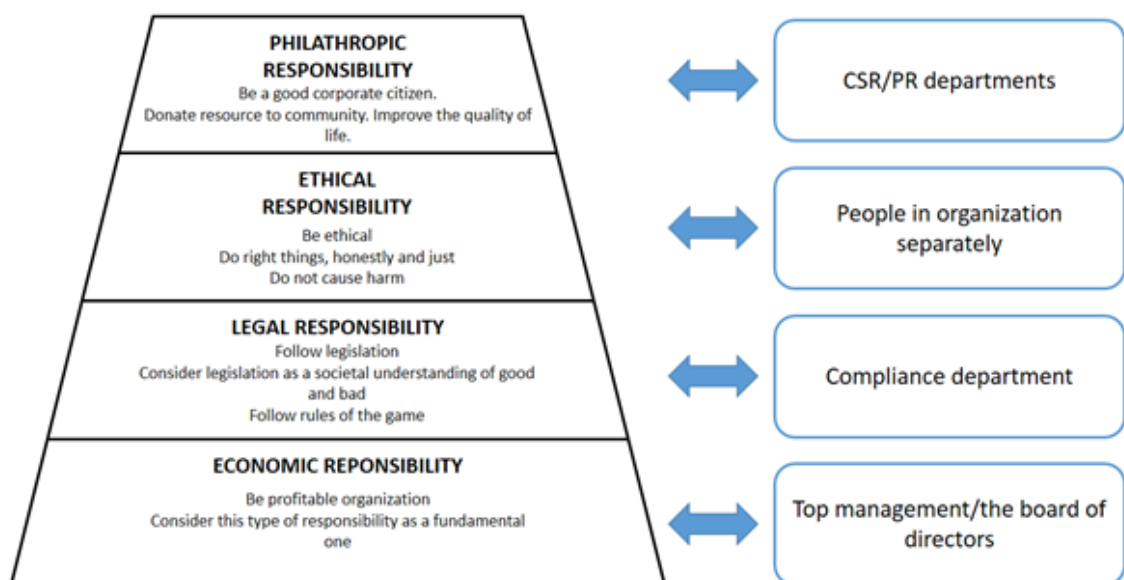 PHILATHROPIC
RESPONSIBILITY
Be a good corporate citizen.
Donate resource to community. Improve the quality of
life.
CSR/PR departments
ETHICAL
RESPONSIBILITY
Be ethical
Do right things, honestly and just
Do not cause harm
People in organization
separately
LEGAL RESPONSIBILITY
Follow legislation
Consider legislation as a societal understanding of good
and bad
Follow rules of the game
Compliance department
ECONOMIC REPONSIBILITY
Be profitable organization
Consider this type of responsibility as a fundamental
one
Top management/the board of
directors